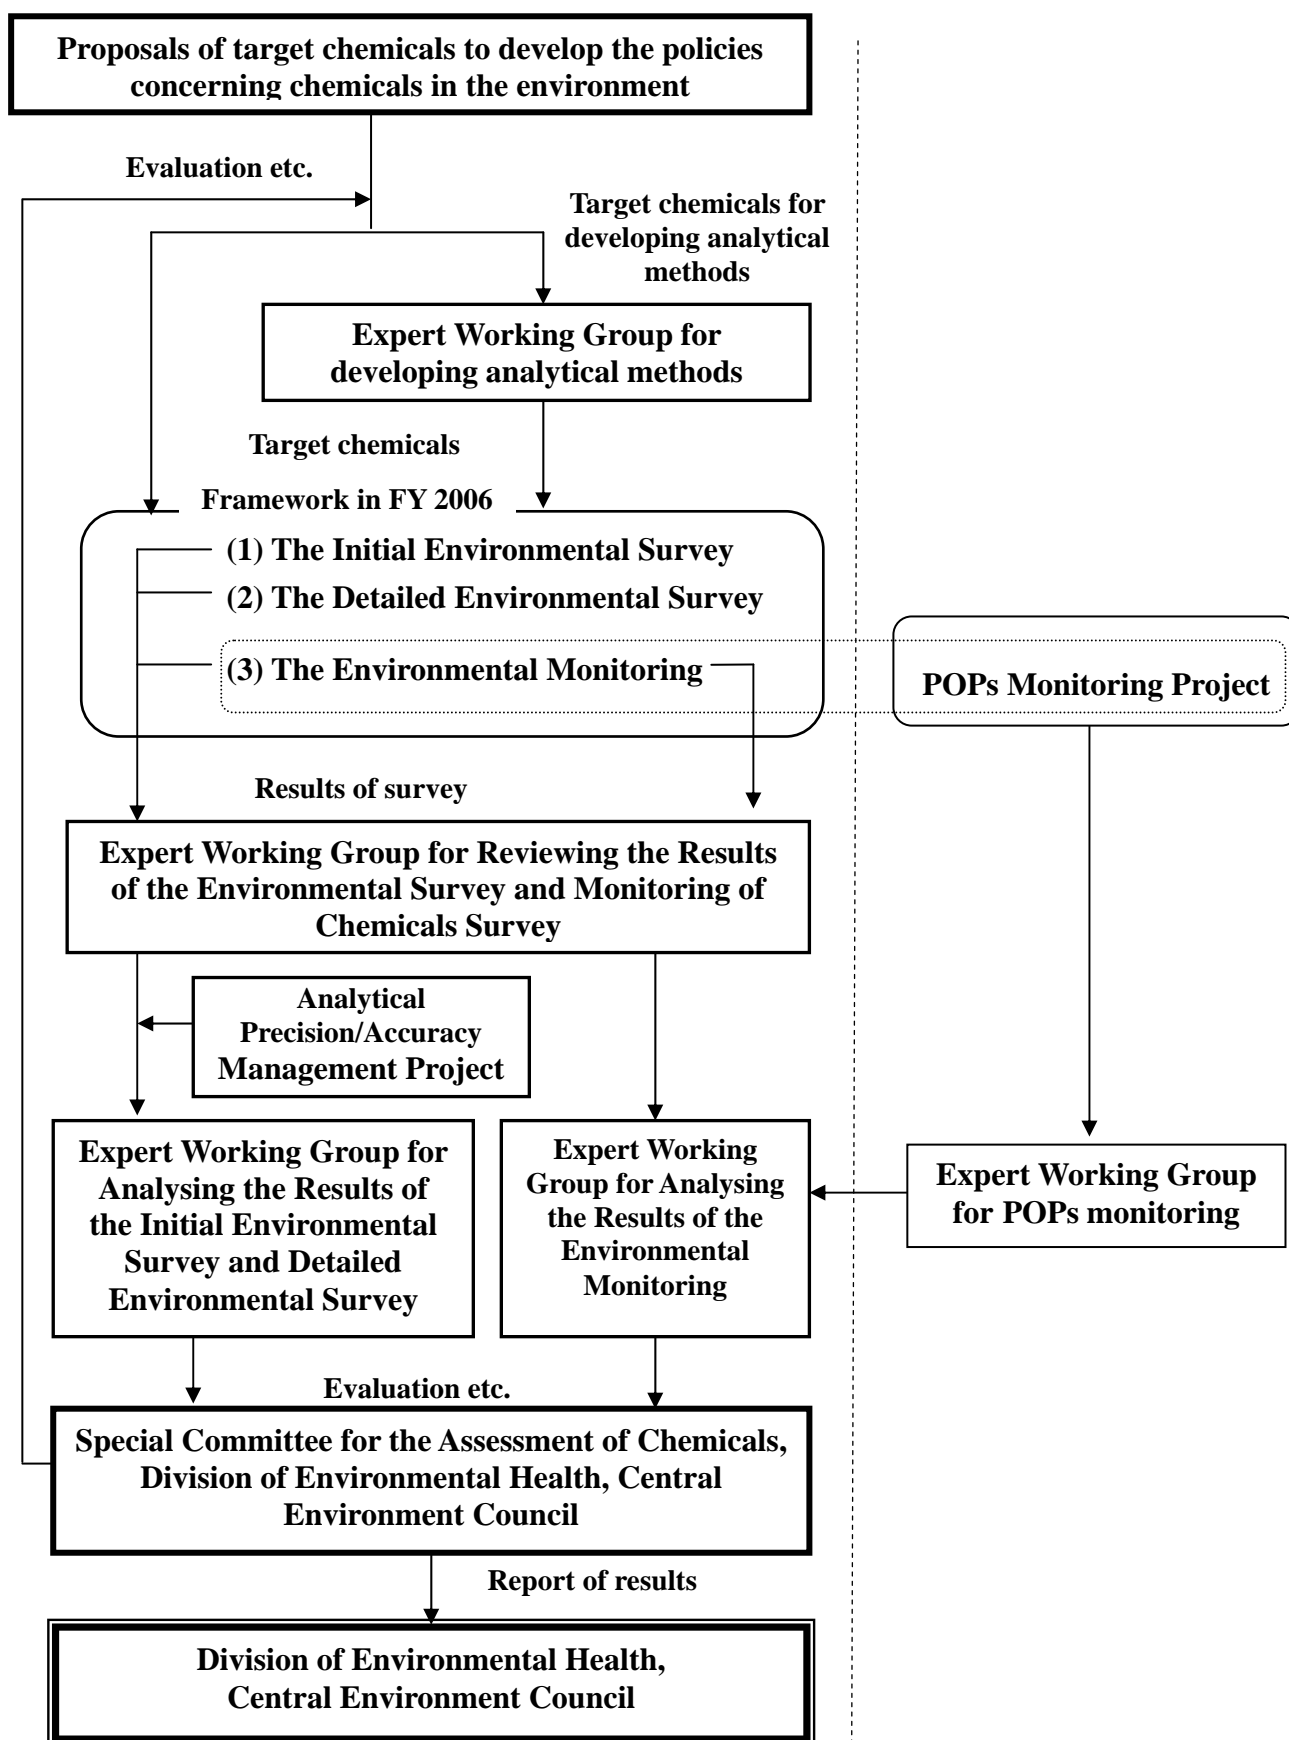 Proposals of target chemicals to develop the policies
concerning chemicals in the environment
Evaluation etc.
Target chemicals for
developing analytical
methods
Expert Working Group for
developing analytical methods
Target chemicals
Framework in FY 2006
(1) The Initial Environmental Survey
(2) The Detailed Environmental Survey
(3) The Environmental Monitoring
POPs Monitoring Project
Results of survey
Expert Working Group for Reviewing the Results
of the Environmental Survey and Monitoring of
Chemicals Survey
Analytical
Precision/Accuracy
Management Project
Expert Working Group for
Analysing the Results of
the Initial Environmental
Survey and Detailed
Environmental Survey
Expert Working
Group for Analysing
the Results of the
Environmental
Monitoring
Expert Working Group
for POPs monitoring
Evaluation etc.
Special Committee for the Assessment of Chemicals,
Division of Environmental Health, Central
Environment Council
Report of results
Division of Environmental Health,
Central Environment Council